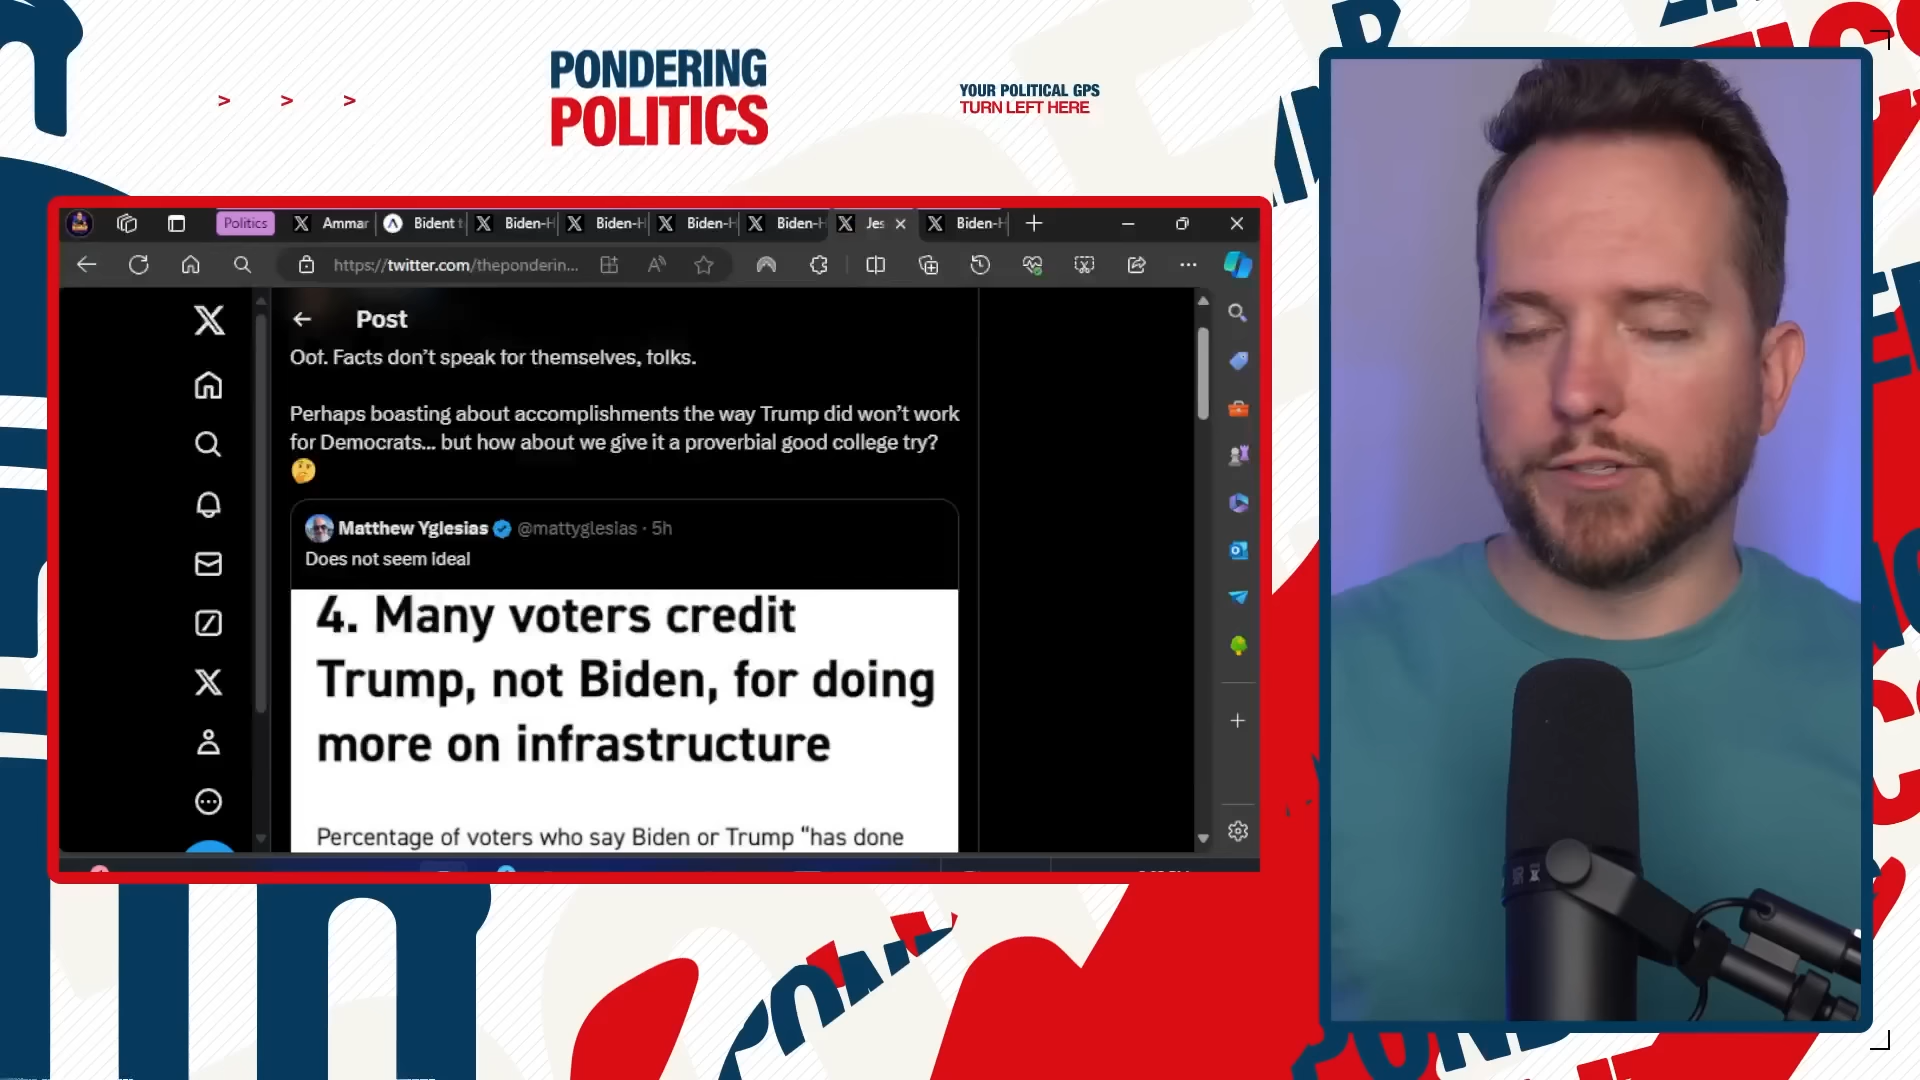 PONDERING
POLITICS
YOUR POLITICAL GPS
TURN LEFT HERE
> > >
Politics
Ammar
Bident t
Biden-H
Biden-H
Biden-H
Biden-H
Jes
Biden-H
https://twitter.com/theponderin...
Post
Oof. Facts don't speak for themselves, folks.
Perhaps boasting about accomplishments the way Trump did won't work
for Democrats... but how about we give it a proverbial good college try?
🤔
Matthew Yglesias @mattyglesias · 5h
Does not seem ideal
4. Many voters credit
Trump, not Biden, for doing
more on infrastructure
Percentage of voters who say Biden or Trump “has done